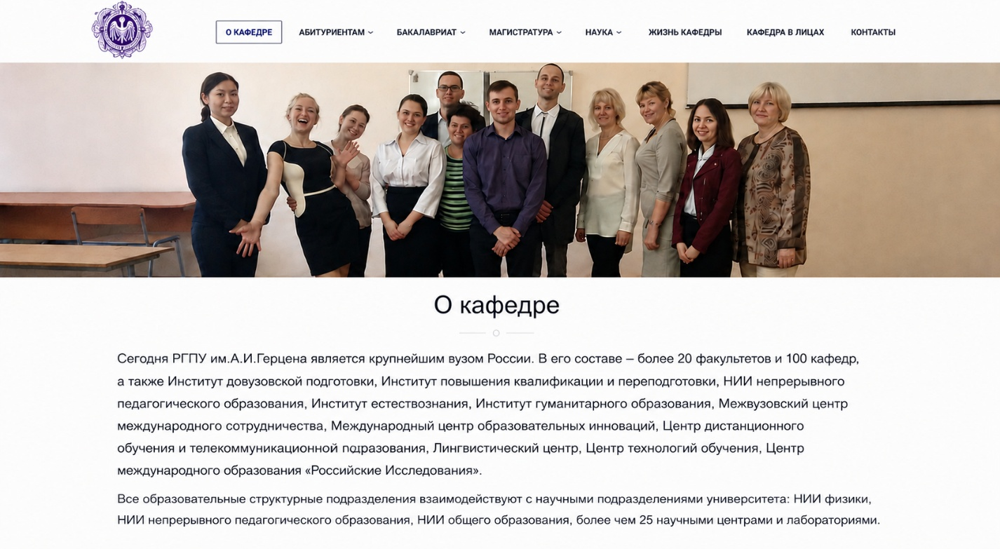 О КАФЕДРЕ АБИТУРИЕНТАМ БАКАЛАВРИАТ МАГИСТРАТУРА НАУКА ЖИЗНЬ КАФЕДРЫ КАФЕДРА В ЛИЦАХ КОНТАКТЫ
О кафедре
Сегодня РГПУ им.А.И.Герцена является крупнейшим вузом России. В его составе – более 20 факультетов и 100 кафедр,
а также Институт довузовской подготовки, Институт повышения квалификации и переподготовки, НИИ непрерывного
педагогического образования, Институт естествознания, Институт гуманитарного образования, Межвузовский центр
международного сотрудничества, Международный центр образовательных инноваций, Центр дистанционного
обучения и телекоммуникационной подразования, Лингвистический центр, Центр технологий обучения, Центр
международного образования «Российские Исследования».
Все образовательные структурные подразделения взаимодействуют с научными подразделениями университета: НИИ физики,
НИИ непрерывного педагогического образования, НИИ общего образования, более чем 25 научными центрами и лабораториями.